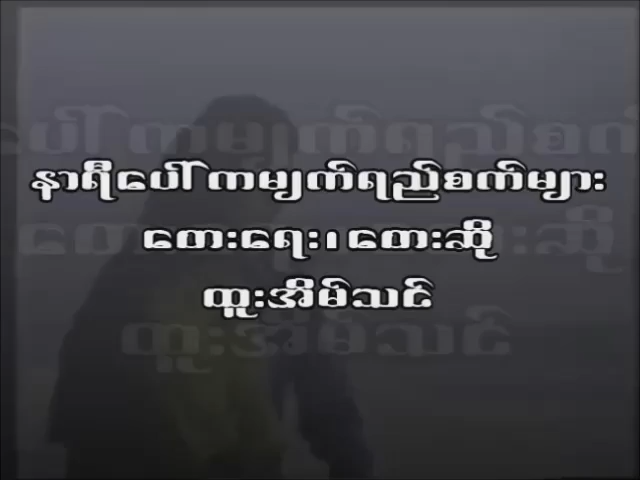 နာရီပေါ်ကမျက်ရည်စက်များ
တေးရေး၊ တေးဆို
ထူးအိမ်သင်